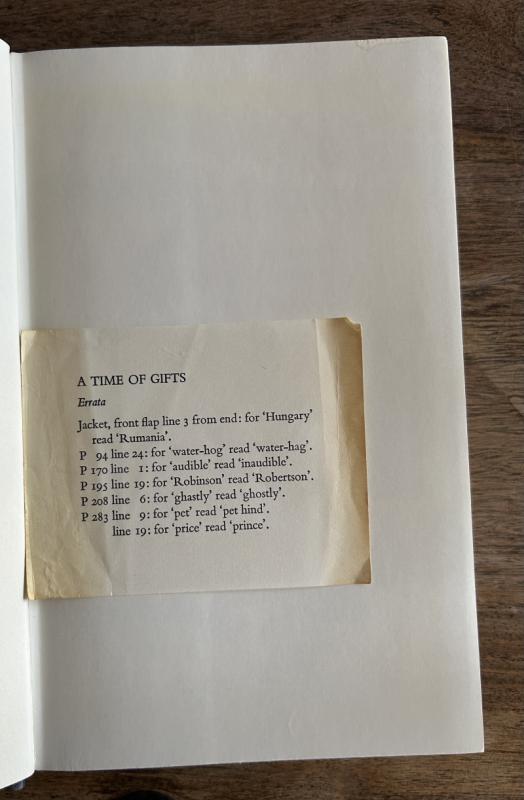 A TIME OF GIFTS
Errata
Jacket, front flap line 3 from end: for ‘Hungary’
read ‘Rumania’.
P 94 line 24: for ‘water-hog’ read ‘water-hag’.
P 170 line 1: for ‘audible’ read ‘inaudible’.
P 195 line 19: for ‘Robinson’ read ‘Robertson’.
P 208 line 6: for ‘ghastly’ read ‘ghostly’.
P 283 line 9: for ‘pet’ read ‘pet hind’.
line 19: for ‘price’ read ‘prince’.